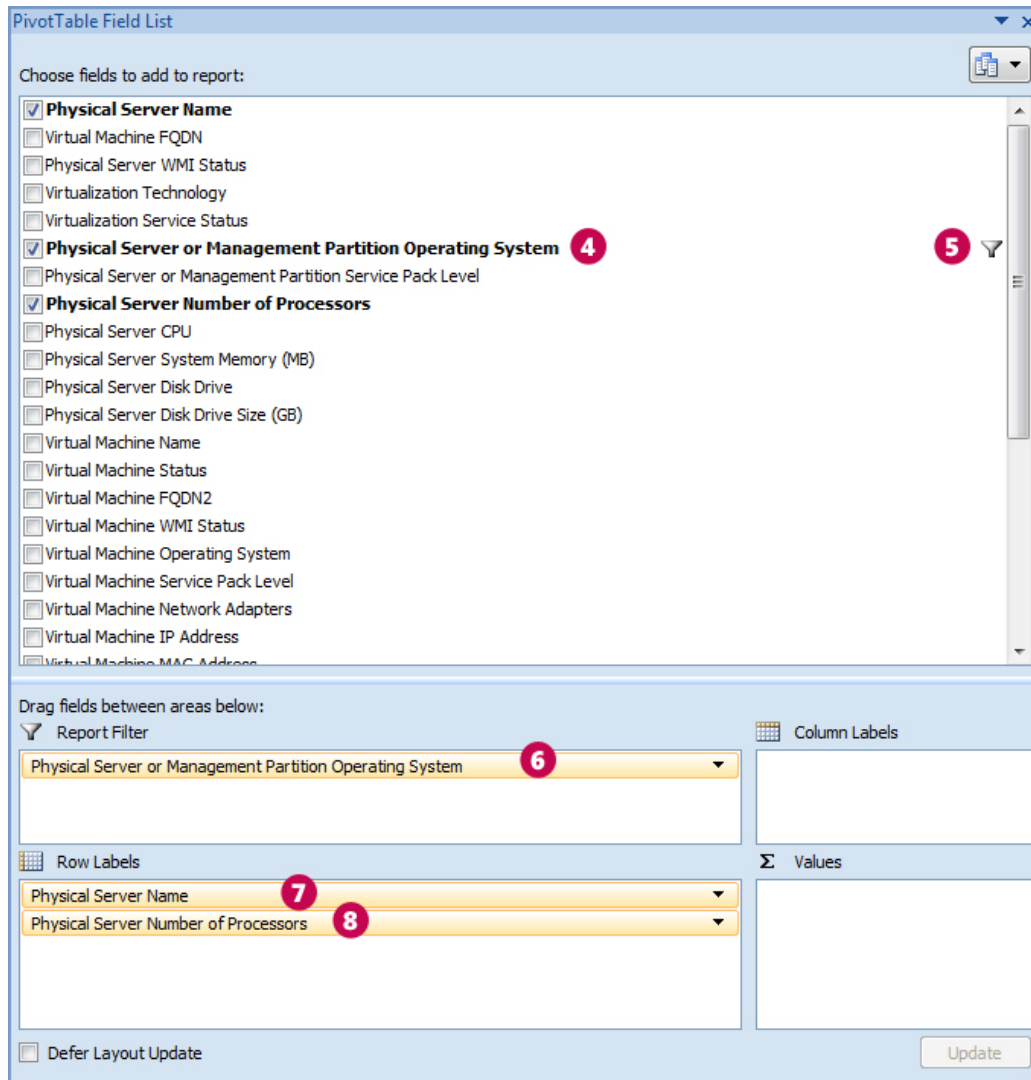 PivotTable Field List
Choose fields to add to report:
Physical Server Name
Virtual Machine FQDN
Physical Server WMI Status
Virtualization Technology
Virtualization Service Status
Physical Server or Management Partition Operating System 4 5
Physical Server or Management Partition Service Pack Level
Physical Server Number of Processors
Physical Server CPU
Physical Server System Memory (MB)
Physical Server Disk Drive
Physical Server Disk Drive Size (GB)
Virtual Machine Name
Virtual Machine Status
Virtual Machine FQDN2
Virtual Machine WMI Status
Virtual Machine Operating System
Virtual Machine Service Pack Level
Virtual Machine Network Adapters
Virtual Machine IP Address
Virtual Machine MAC Address
Drag fields between areas below:
Report Filter
Column Labels
Physical Server or Management Partition Operating System 6
Row Labels
Σ Values
Physical Server Name 7
Physical Server Number of Processors 8
Defer Layout Update
Update